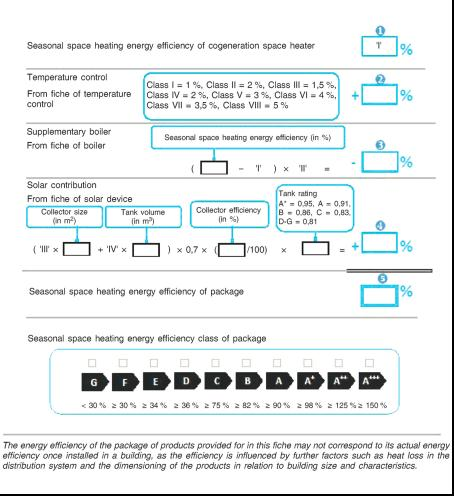 1
Seasonal space heating energy efficiency of cogeneration space heater 'I' %
2
Temperature control
From fiche of temperature
control
Class I = 1 %, Class II = 2 %, Class III = 1,5 %,
Class IV = 2 %, Class V = 3 %, Class VI = 4 %,
Class VII = 3,5 %, Class VIII = 5 %
+ %
Supplementary boiler
From fiche of boiler
Seasonal space heating energy efficiency (in %)
3
( - 'I' ) × 'II' = - %
Solar contribution
From fiche of solar device
Collector size
(in m²)
Tank volume
(in m³)
Collector efficiency
(in %)
Tank rating
A* = 0,95, A = 0,91,
B = 0,86, C = 0,83,
D-G = 0,81
4
( 'III' × + 'IV' × ) × 0,7 × ( /100) × = + %
5
Seasonal space heating energy efficiency of package %
Seasonal space heating energy efficiency class of package
G F E D C B A A⁺ A⁺⁺ A⁺⁺⁺
< 30 % ≥ 30 % ≥ 34 % ≥ 36 % ≥ 75 % ≥ 82 % ≥ 90 % ≥ 98 % ≥ 125 % ≥ 150 %
The energy efficiency of the package of products provided for in this fiche may not correspond to its actual energy
efficiency once installed in a building, as the efficiency is influenced by further factors such as heat loss in the
distribution system and the dimensioning of the products in relation to building size and characteristics.